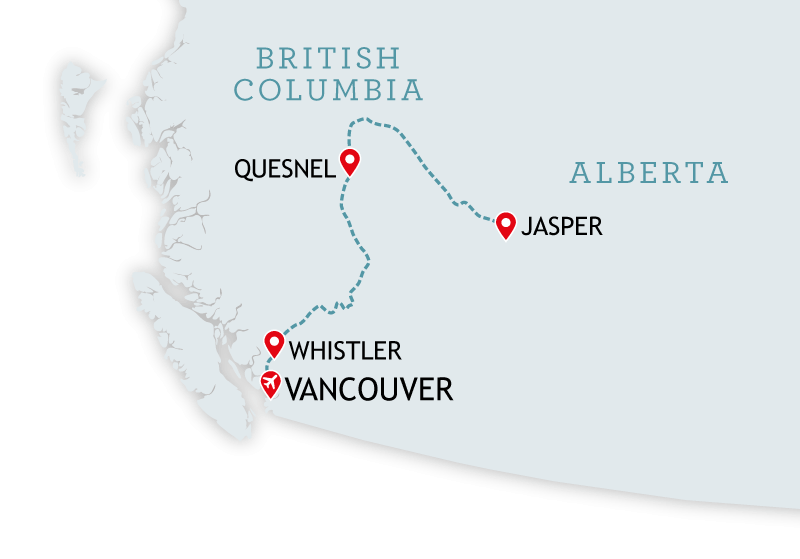 BRITISH
COLUMBIA
QUESNEL
ALBERTA
JASPER
WHISTLER
VANCOUVER